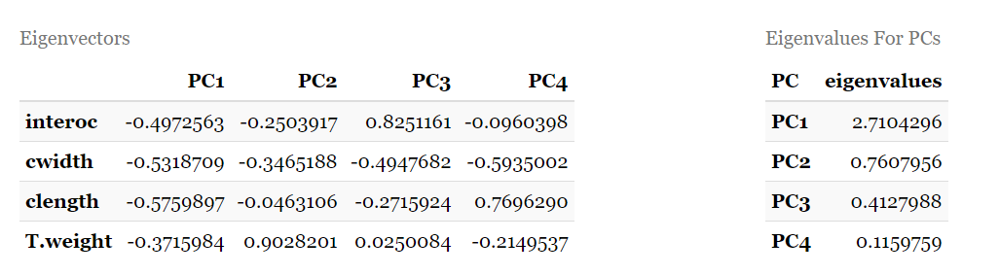 Eigenvectors
PC1 PC2 PC3 PC4
interoc -0.4972563 -0.2503917 0.8251161 -0.0960398
cwidth -0.5318709 -0.3465188 -0.4947682 -0.5935002
clength -0.5759897 -0.0463106 -0.2715924 0.7696290
T.weight -0.3715984 0.9028201 0.0250084 -0.2149537
Eigenvalues For PCs
PC eigenvalues
PC1 2.7104296
PC2 0.7607956
PC3 0.4127988
PC4 0.1159759